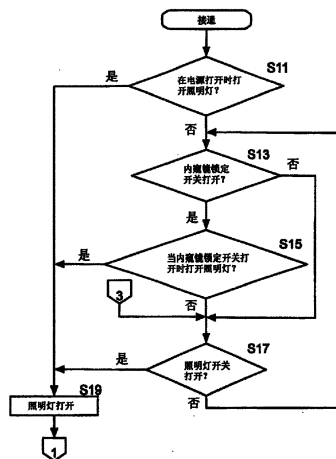 接通
S11
是
在电源打开时打
开照明灯？
否
S13
内窥镜锁定
开关打开？
否
是
S15
是
当内窥镜锁定开关打
开时打开照明灯？
3
否
S17
是
照明灯开关
打开？
S19
否
照明灯打开
1